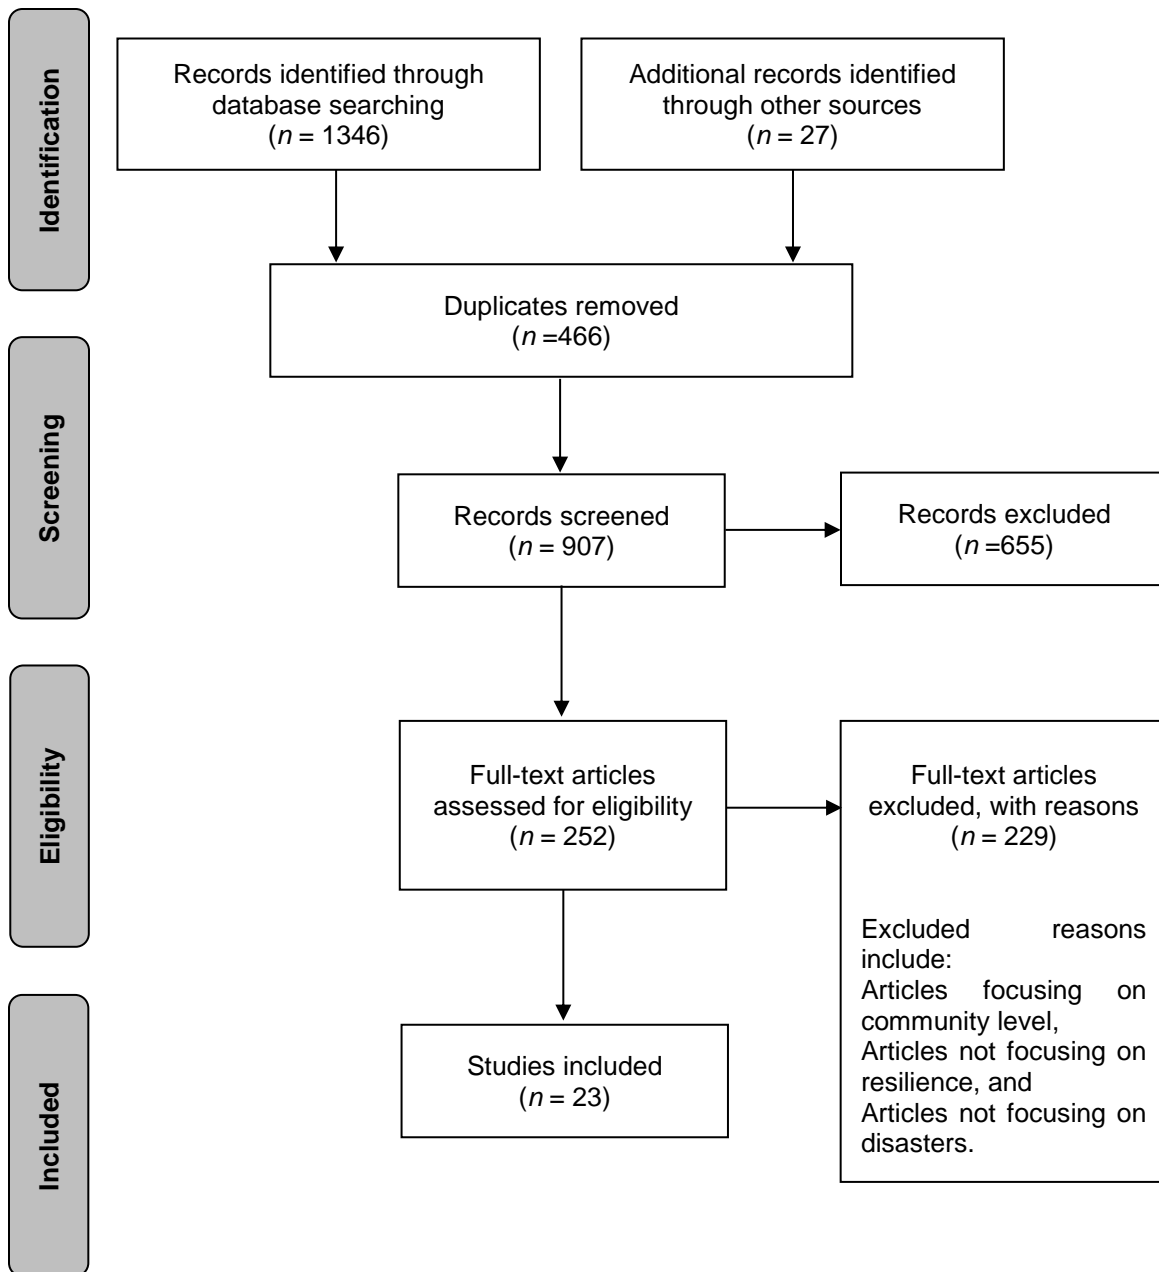 Identification
Records identified through
database searching
(n = 1346)
Additional records identified
through other sources
(n = 27)
Duplicates removed
(n =466)
Screening
Records screened
(n = 907)
Records excluded
(n =655)
Eligibility
Full-text articles
assessed for eligibility
(n = 252)
Full-text articles
excluded, with reasons
(n = 229)
Excluded reasons
include:
Articles focusing on
community level,
Articles not focusing on
resilience, and
Articles not focusing on
disasters.
Included
Studies included
(n = 23)